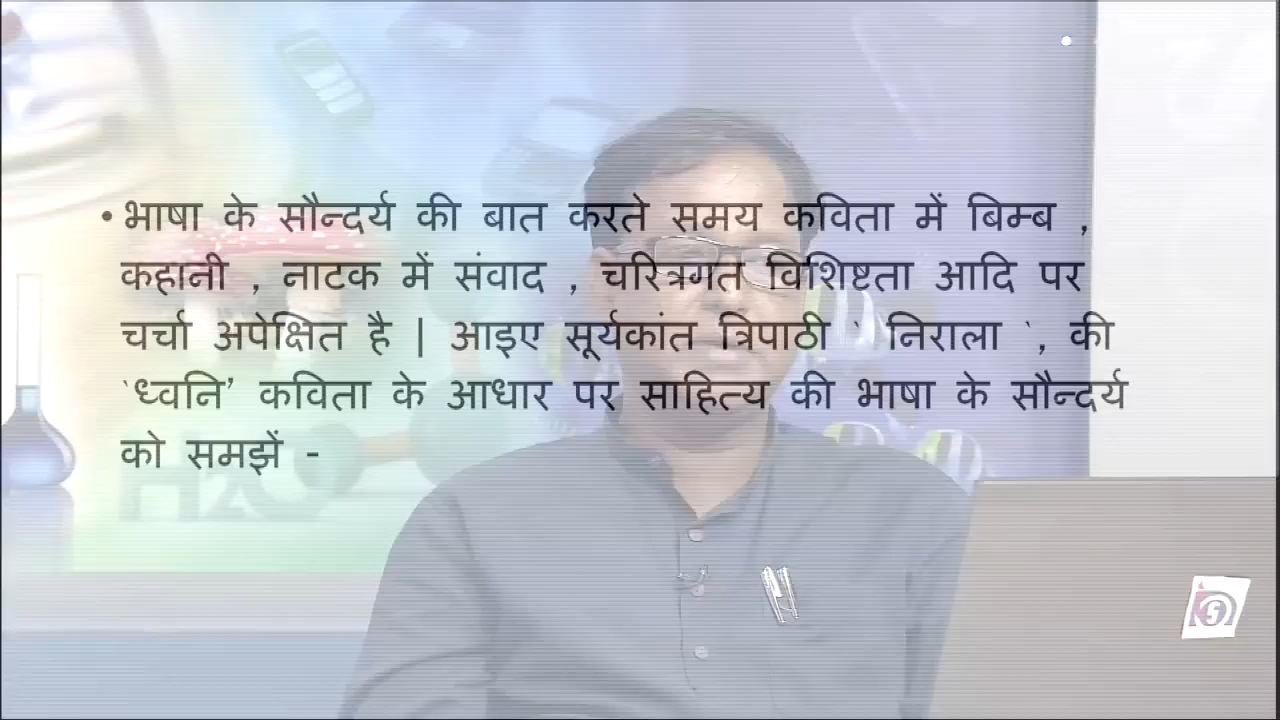 • भाषा के सौन्दर्य की बात करते समय कविता में बिम्ब ,
कहानी , नाटक में संवाद , चरित्रगत विशिष्टता आदि पर
चर्चा अपेक्षित है | आइए सूर्यकांत त्रिपाठी ` निराला `, की
`ध्वनि’ कविता के आधार पर साहित्य की भाषा के सौन्दर्य
को समझें -
H2O